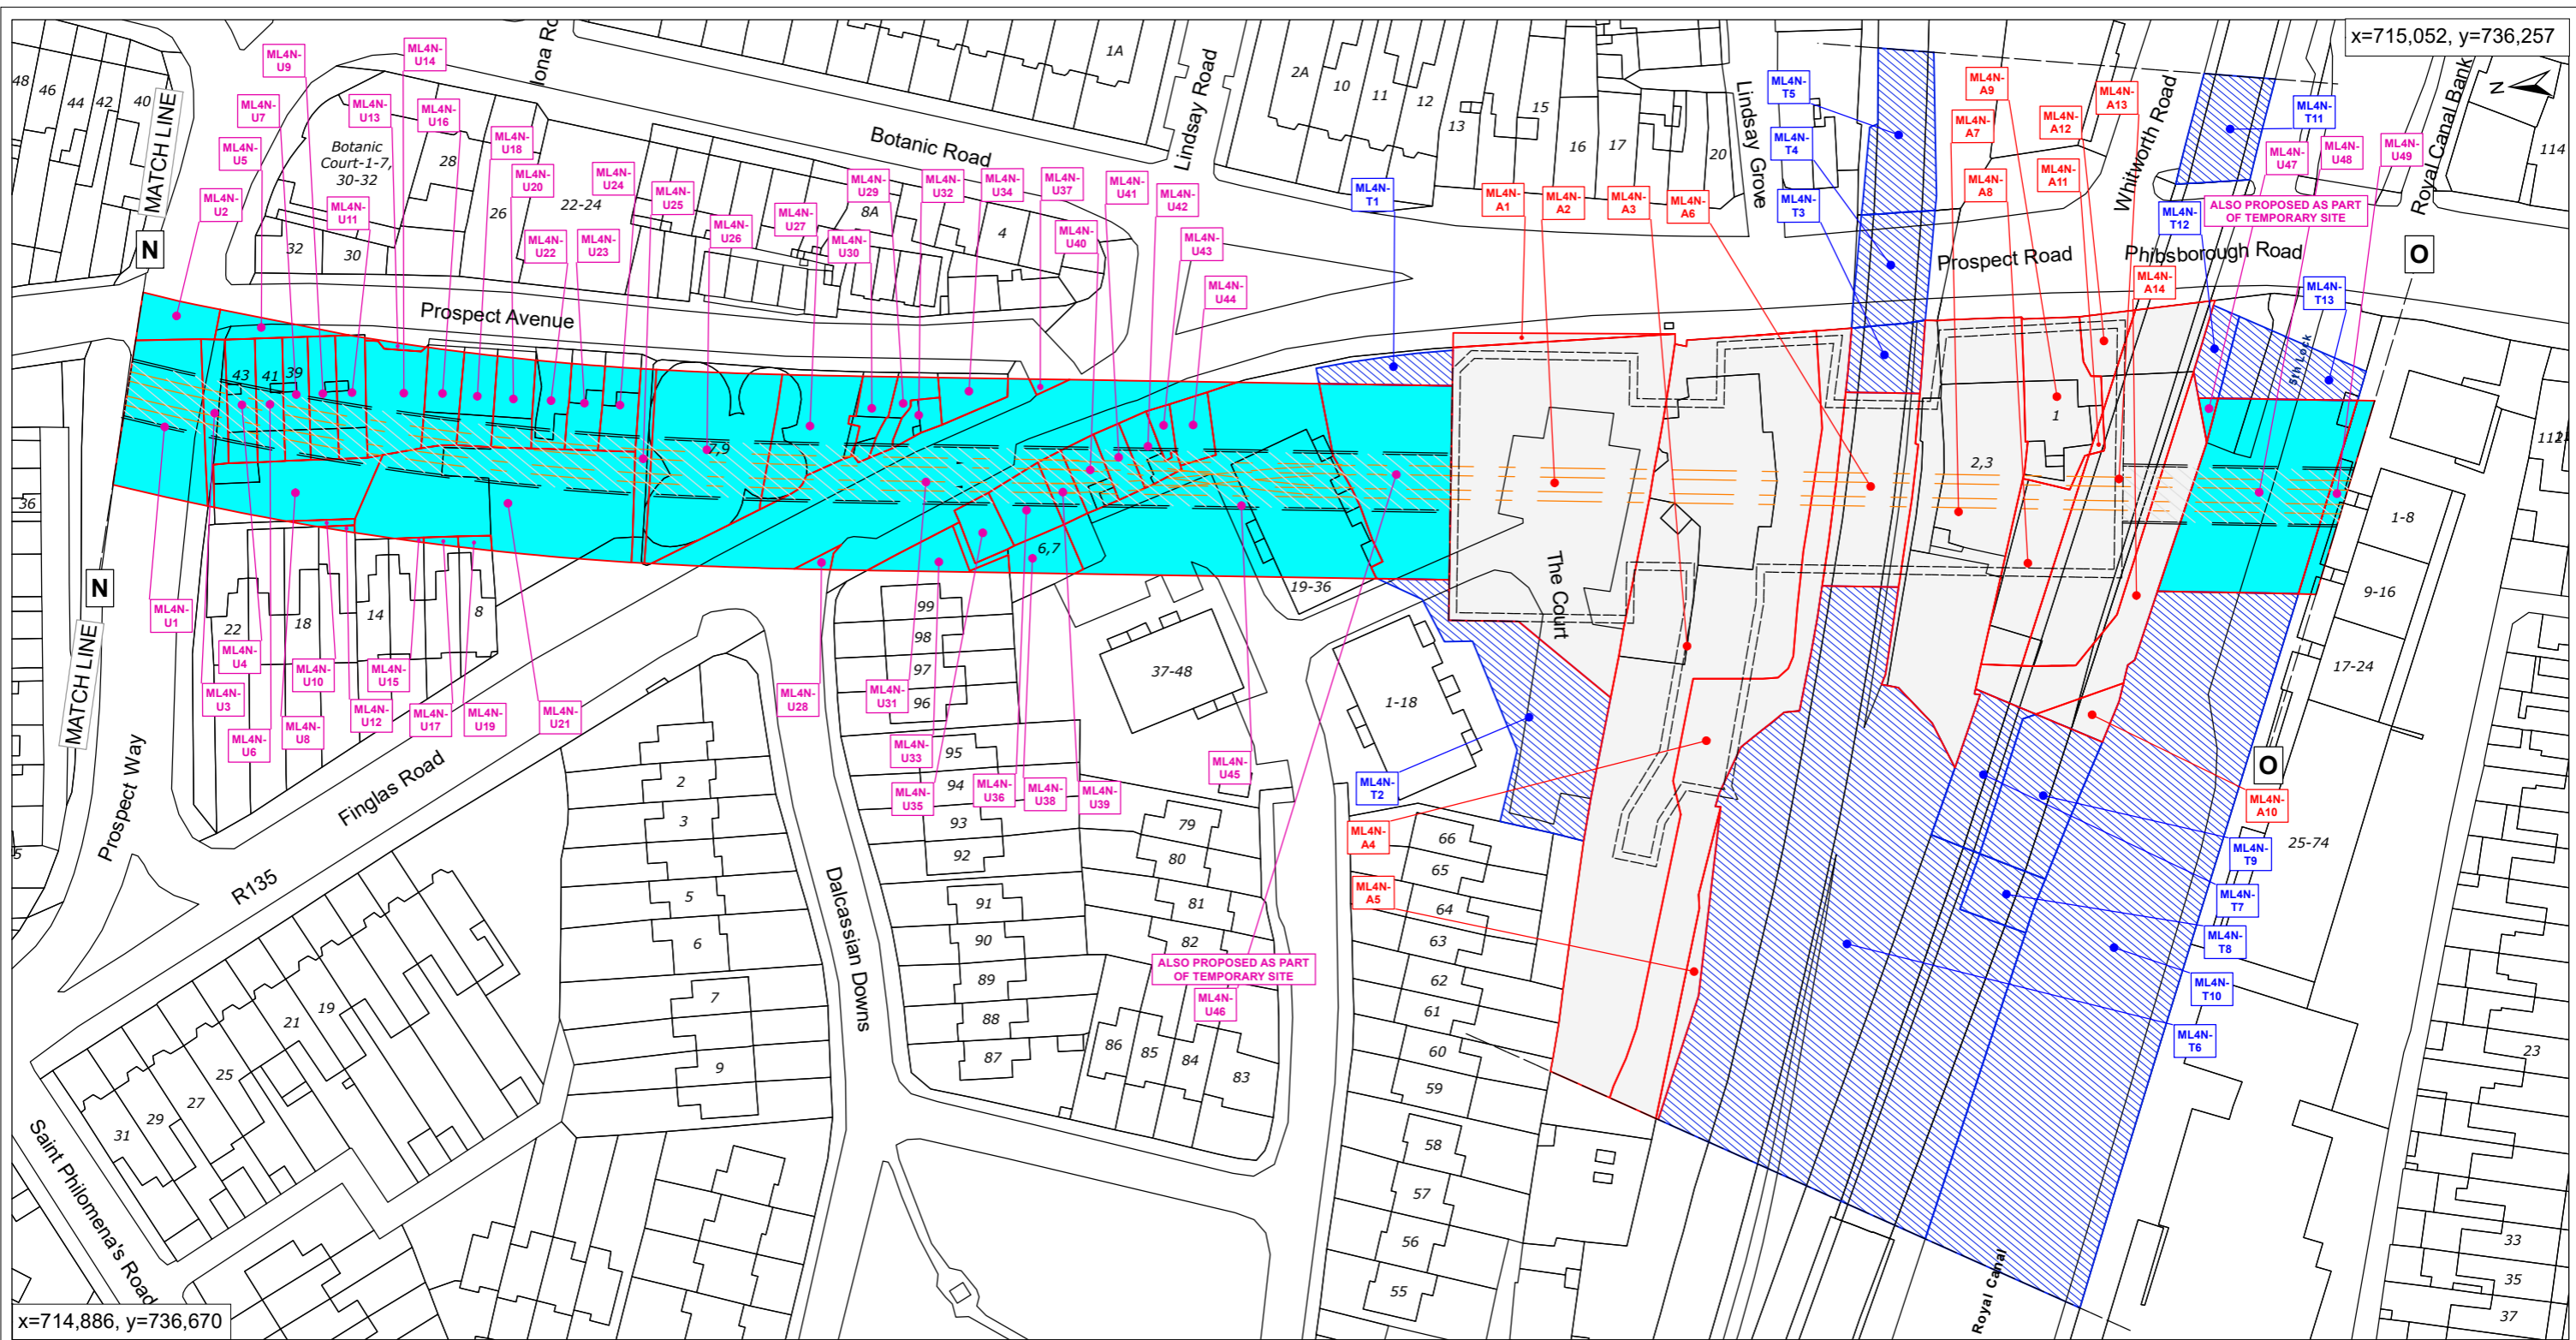 x=715,052, y=736,257
48
46
44
42
40
MATCH LINE
N
ML4N-
U2
ML4N-
U5
ML4N-
U7
ML4N-
U9
ML4N-
U14
ML4N-
U13
ML4N-
U16
ML4N-
U18
ML4N-
U20
ML4N-
U11
ML4N-
U22
ML4N-
U23
ML4N-
U24
ML4N-
U25
ML4N-
U26
ML4N-
U27
ML4N-
U29
ML4N-
U30
ML4N-
U32
ML4N-
U34
ML4N-
U37
ML4N-
U40
ML4N-
U41
ML4N-
U42
ML4N-
U43
ML4N-
U44
Botanic
Court-1-7,
30-32
28
26
22-24
32
30
8A
4
1A
Botanic Road
Lindsay Road
Prospect Avenue
2A
10
11
12
13
15
16
17
20
Lindsay Grove
ML4N-
T1
ML4N-
A1
ML4N-
A2
ML4N-
A3
ML4N-
A6
ML4N-
T5
ML4N-
T4
ML4N-
T3
ML4N-
A9
ML4N-
A7
ML4N-
A8
ML4N-
A12
ML4N-
A11
ML4N-
A13
ML4N-
A14
Whitworth Road
Prospect Road
Phibsborough Road
Royal Canal Bank
N
114
ML4N-
T11
ML4N-
T12
ML4N-
U47
ML4N-
U48
ML4N-
U49
ALSO PROPOSED AS PART
OF TEMPORARY SITE
O
ML4N-
T13
5th Lock
43
41
39
7,9
6,7
19-36
The Court
2,3
1
36
N
MATCH LINE
Prospect Way
ML4N-
U1
ML4N-
U3
ML4N-
U4
ML4N-
U6
ML4N-
U8
ML4N-
U10
ML4N-
U12
ML4N-
U15
ML4N-
U17
ML4N-
U19
ML4N-
U21
22
18
14
8
Finglas Road
R135
ML4N-
U28
ML4N-
U31
ML4N-
U33
ML4N-
U35
ML4N-
U36
ML4N-
U38
ML4N-
U39
ML4N-
U45
ALSO PROPOSED AS PART
OF TEMPORARY SITE
ML4N-
U46
99
98
97
96
95
94
93
92
91
90
89
88
87
86
85
84
83
82
81
80
79
37-48
1-18
Dalcassian Downs
2
3
5
6
7
9
19
21
25
27
29
31
Saint Philomena's Road
ML4N-
T2
ML4N-
A4
ML4N-
A5
66
65
64
63
62
61
60
59
58
57
56
55
1-8
9-16
17-24
25-74
O
ML4N-
A10
ML4N-
T9
ML4N-
T7
ML4N-
T8
ML4N-
T10
ML4N-
T6
Royal Canal
23
33
35
37
x=714,886, y=736,670